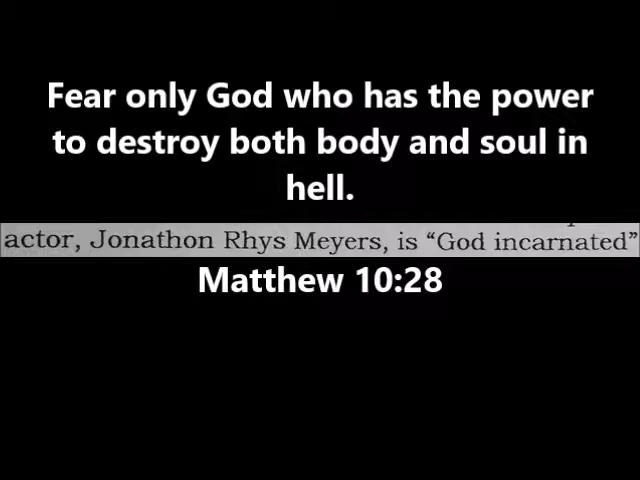 Fear only God who has the power
to destroy both body and soul in
hell.
actor, Jonathon Rhys Meyers, is “God incarnated”
Matthew 10:28